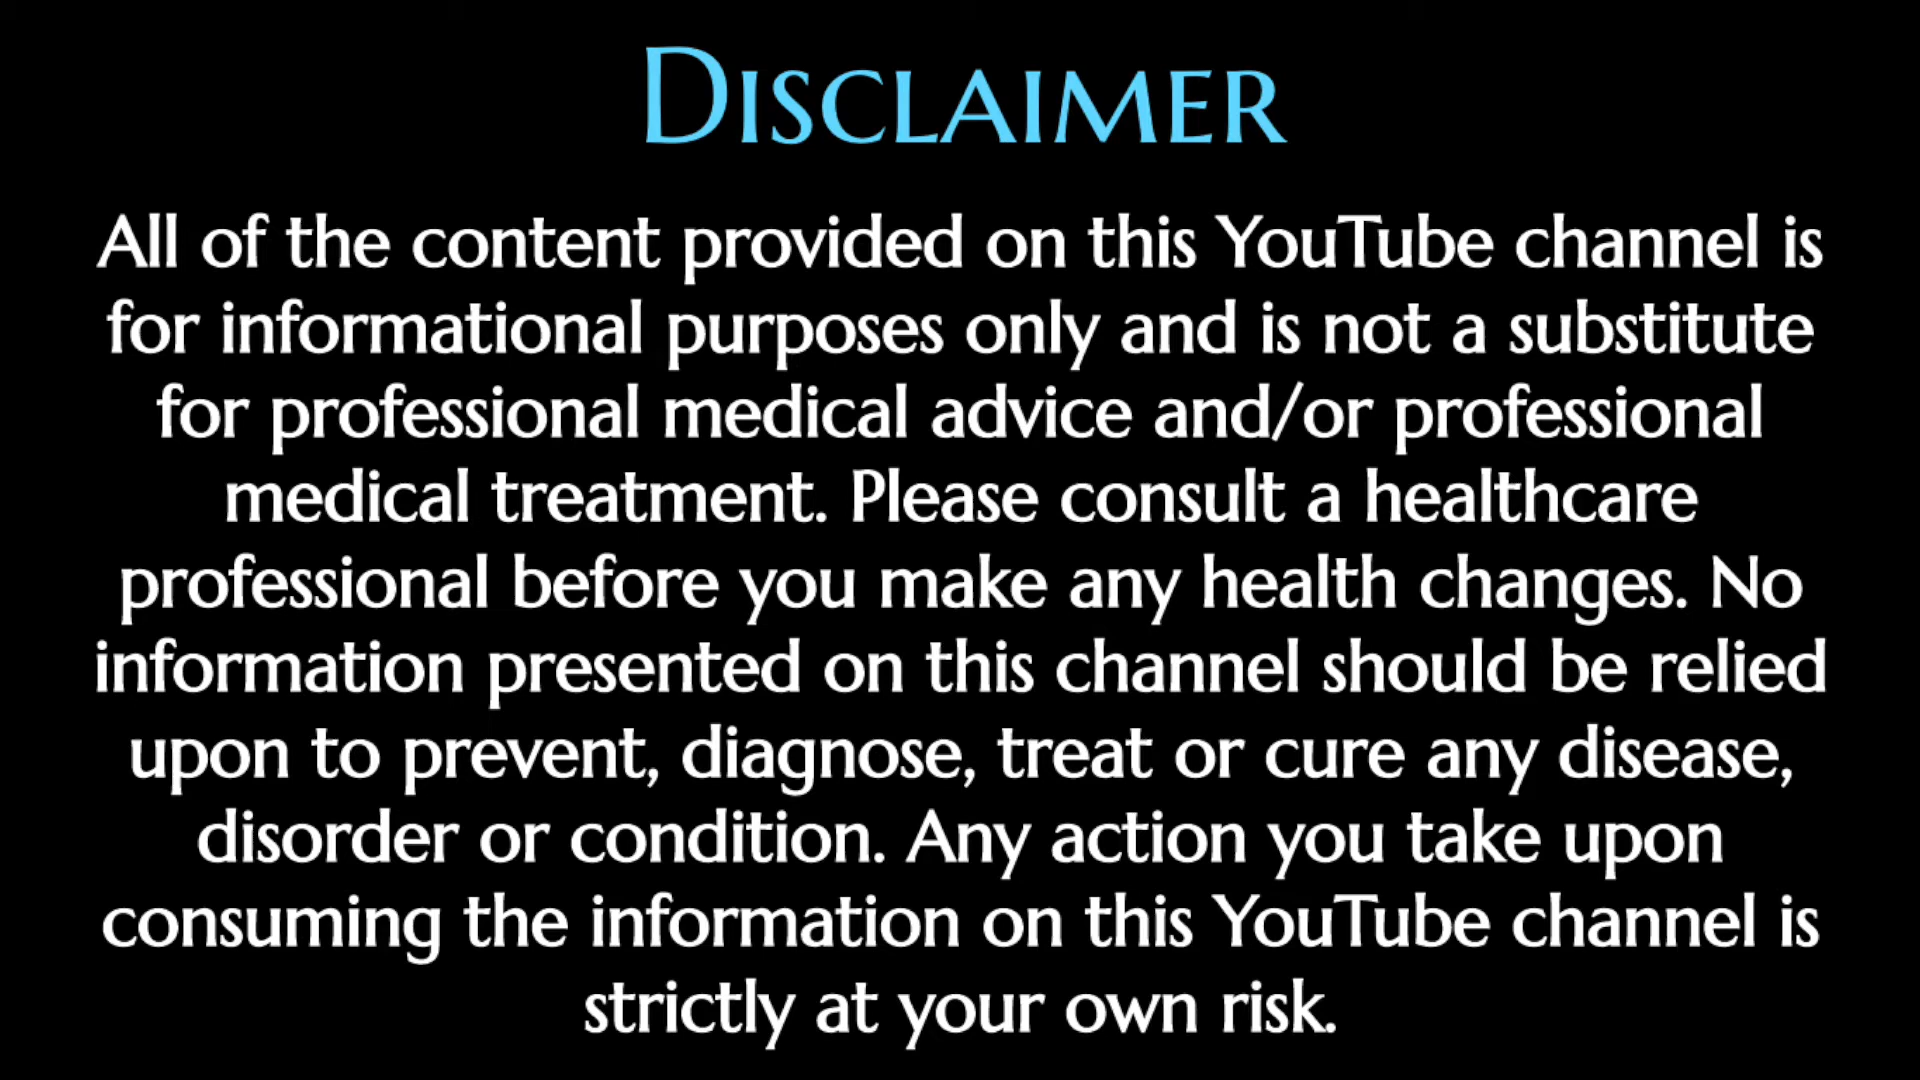 Disclaimer
All of the content provided on this YouTube channel is
for informational purposes only and is not a substitute
for professional medical advice and/or professional
medical treatment. Please consult a healthcare
professional before you make any health changes. No
information presented on this channel should be relied
upon to prevent, diagnose, treat or cure any disease,
disorder or condition. Any action you take upon
consuming the information on this YouTube channel is
strictly at your own risk.